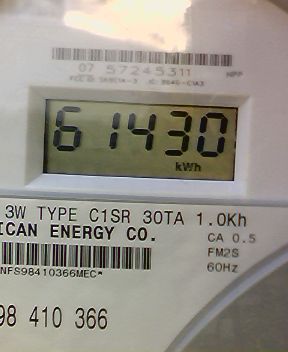 07 57245311 NPP
61430
kWh
3W TYPE C1SR 30TA 1.0Kh
ICAN ENERGY CO.
CA 0.5
FM2S
60Hz
NFS98410366MEC*
98 410 366